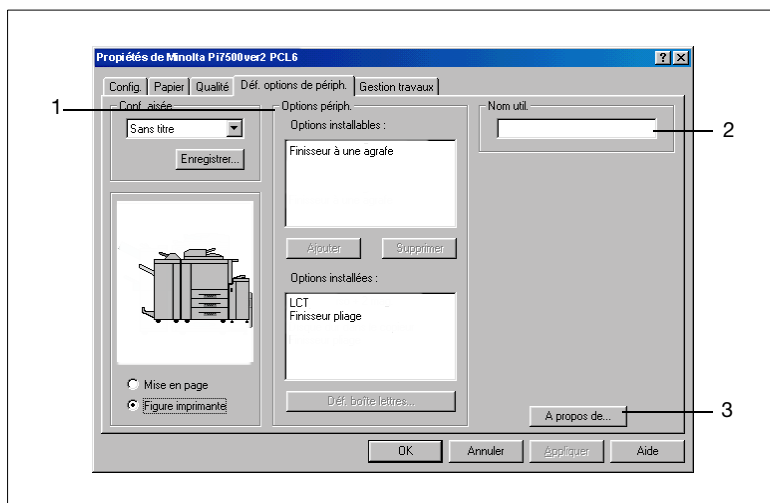 Propiétés de Minolta Pi7500ver2 PCL6
Config. Papier Qualité Déf. options de périph. Gestion travaux
1
Conf. aisée
Sans titre
Enregistrer...
Mise en page
Figure imprimante
Options périph.
Options installables :
Finisseur à une agrafe
Ajouter Supprimer
Options installées :
LCT
Finisseur pliage
Déf. boîte lettres...
Nom util.
2
A propos de...
3
OK Annuler Appliquer Aide